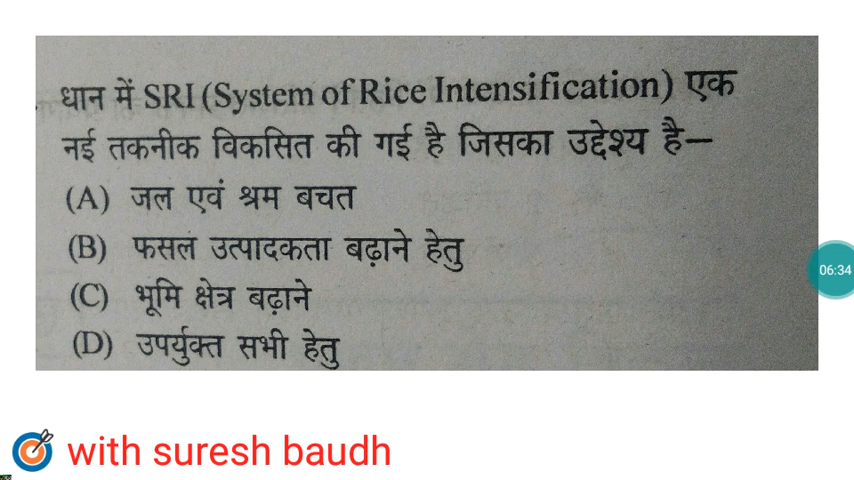 धान में SRI (System of Rice Intensification) एक
नई तकनीक विकसित की गई है जिसका उद्देश्य है—
(A) जल एवं श्रम बचत
(B) फसल उत्पादकता बढ़ाने हेतु
(C) भूमि क्षेत्र बढ़ाने
(D) उपर्युक्त सभी हेतु
06:34
with suresh baudh